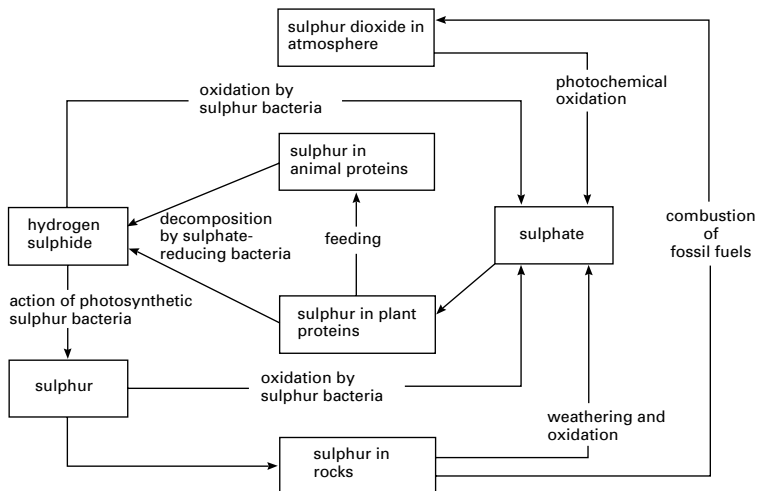 sulphur dioxide in
atmosphere
oxidation by
sulphur bacteria
photochemical
oxidation
sulphur in
animal proteins
hydrogen
sulphide
decomposition
by sulphate-
reducing bacteria
feeding
sulphate
combustion
of
fossil fuels
action of photosynthetic
sulphur bacteria
sulphur in plant
proteins
sulphur
oxidation by
sulphur bacteria
weathering and
oxidation
sulphur in
rocks